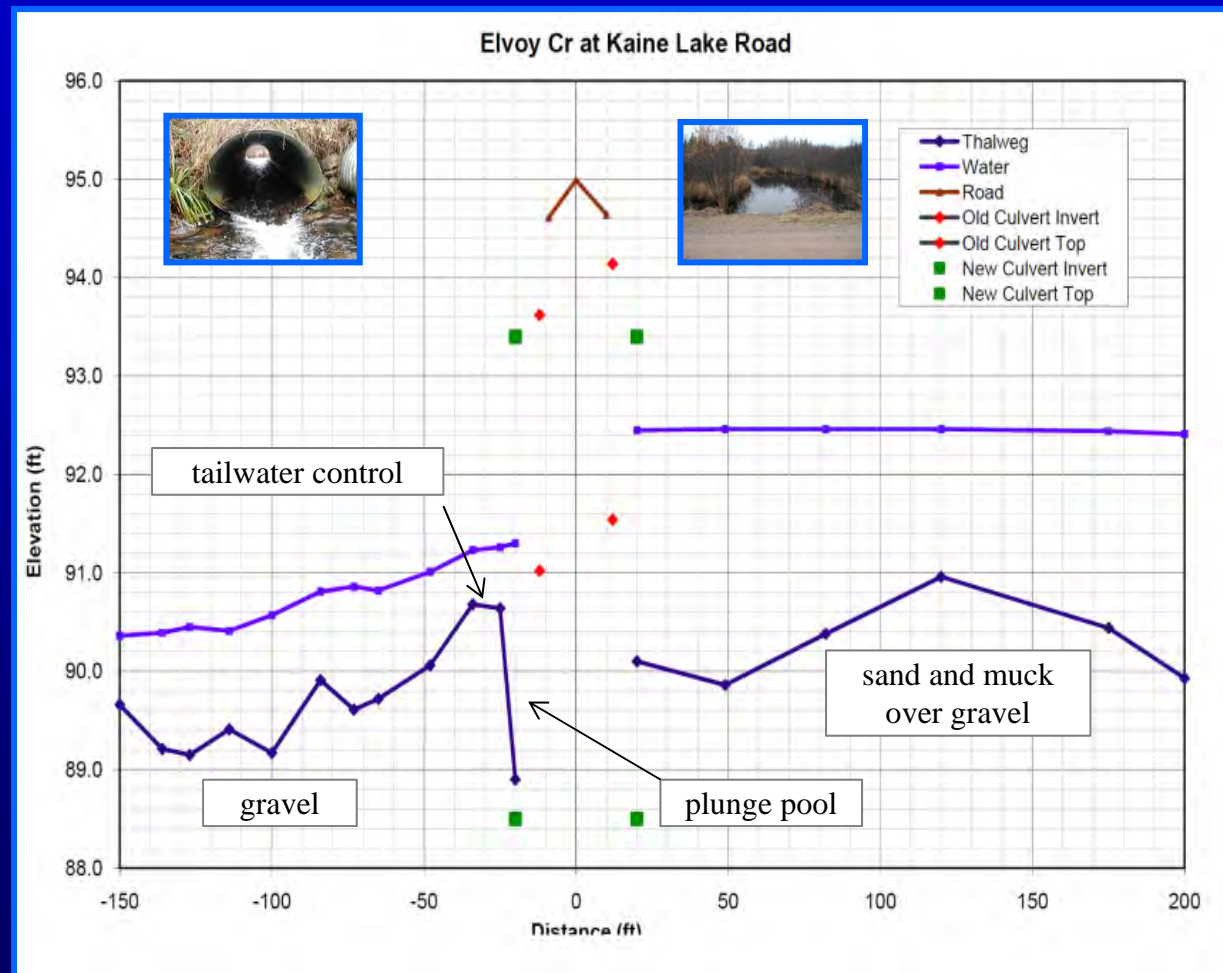 Elvoy Cr at Kaine Lake Road
96.0
95.0
94.0
93.0
92.0
91.0
90.0
89.0
88.0
Elevation (ft)
-150
-100
-50
0
50
100
150
200
Distance (ft)
Thalweg
Water
Road
Old Culvert Invert
Old Culvert Top
New Culvert Invert
New Culvert Top
tailwater control
sand and muck
over gravel
gravel
plunge pool